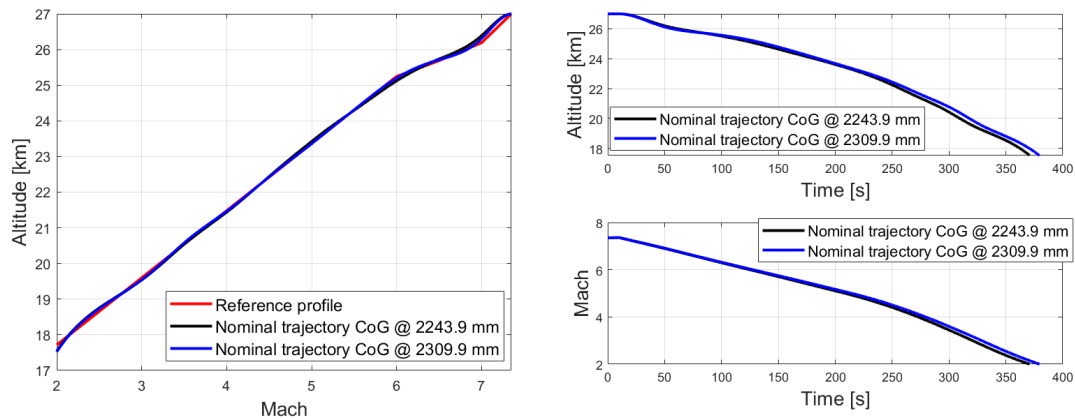 27
26
25
24
23
22
21
20
19
18
17
Altitude [km]
Reference profile
Nominal trajectory CoG @ 2243.9 mm
Nominal trajectory CoG @ 2309.9 mm
2 3 4 5 6 7
Mach
26
24
22
20
18
Altitude [km]
Nominal trajectory CoG @ 2243.9 mm
Nominal trajectory CoG @ 2309.9 mm
0 50 100 150 200 250 300 350 400
Time [s]
8
6
4
2
Mach
Nominal trajectory CoG @ 2243.9 mm
Nominal trajectory CoG @ 2309.9 mm
0 50 100 150 200 250 300 350 400
Time [s]